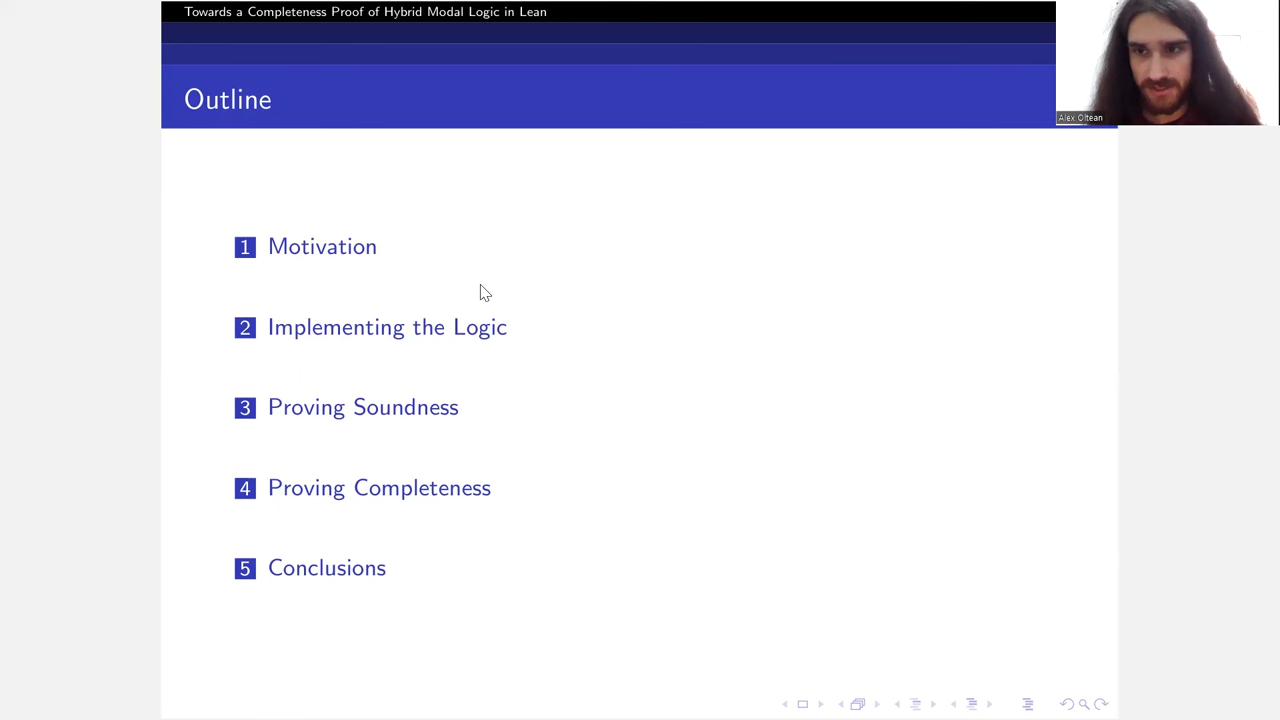 Towards a Completeness Proof of Hybrid Modal Logic in Lean
Outline
Alex Oltean
1 Motivation
2 Implementing the Logic
3 Proving Soundness
4 Proving Completeness
5 Conclusions